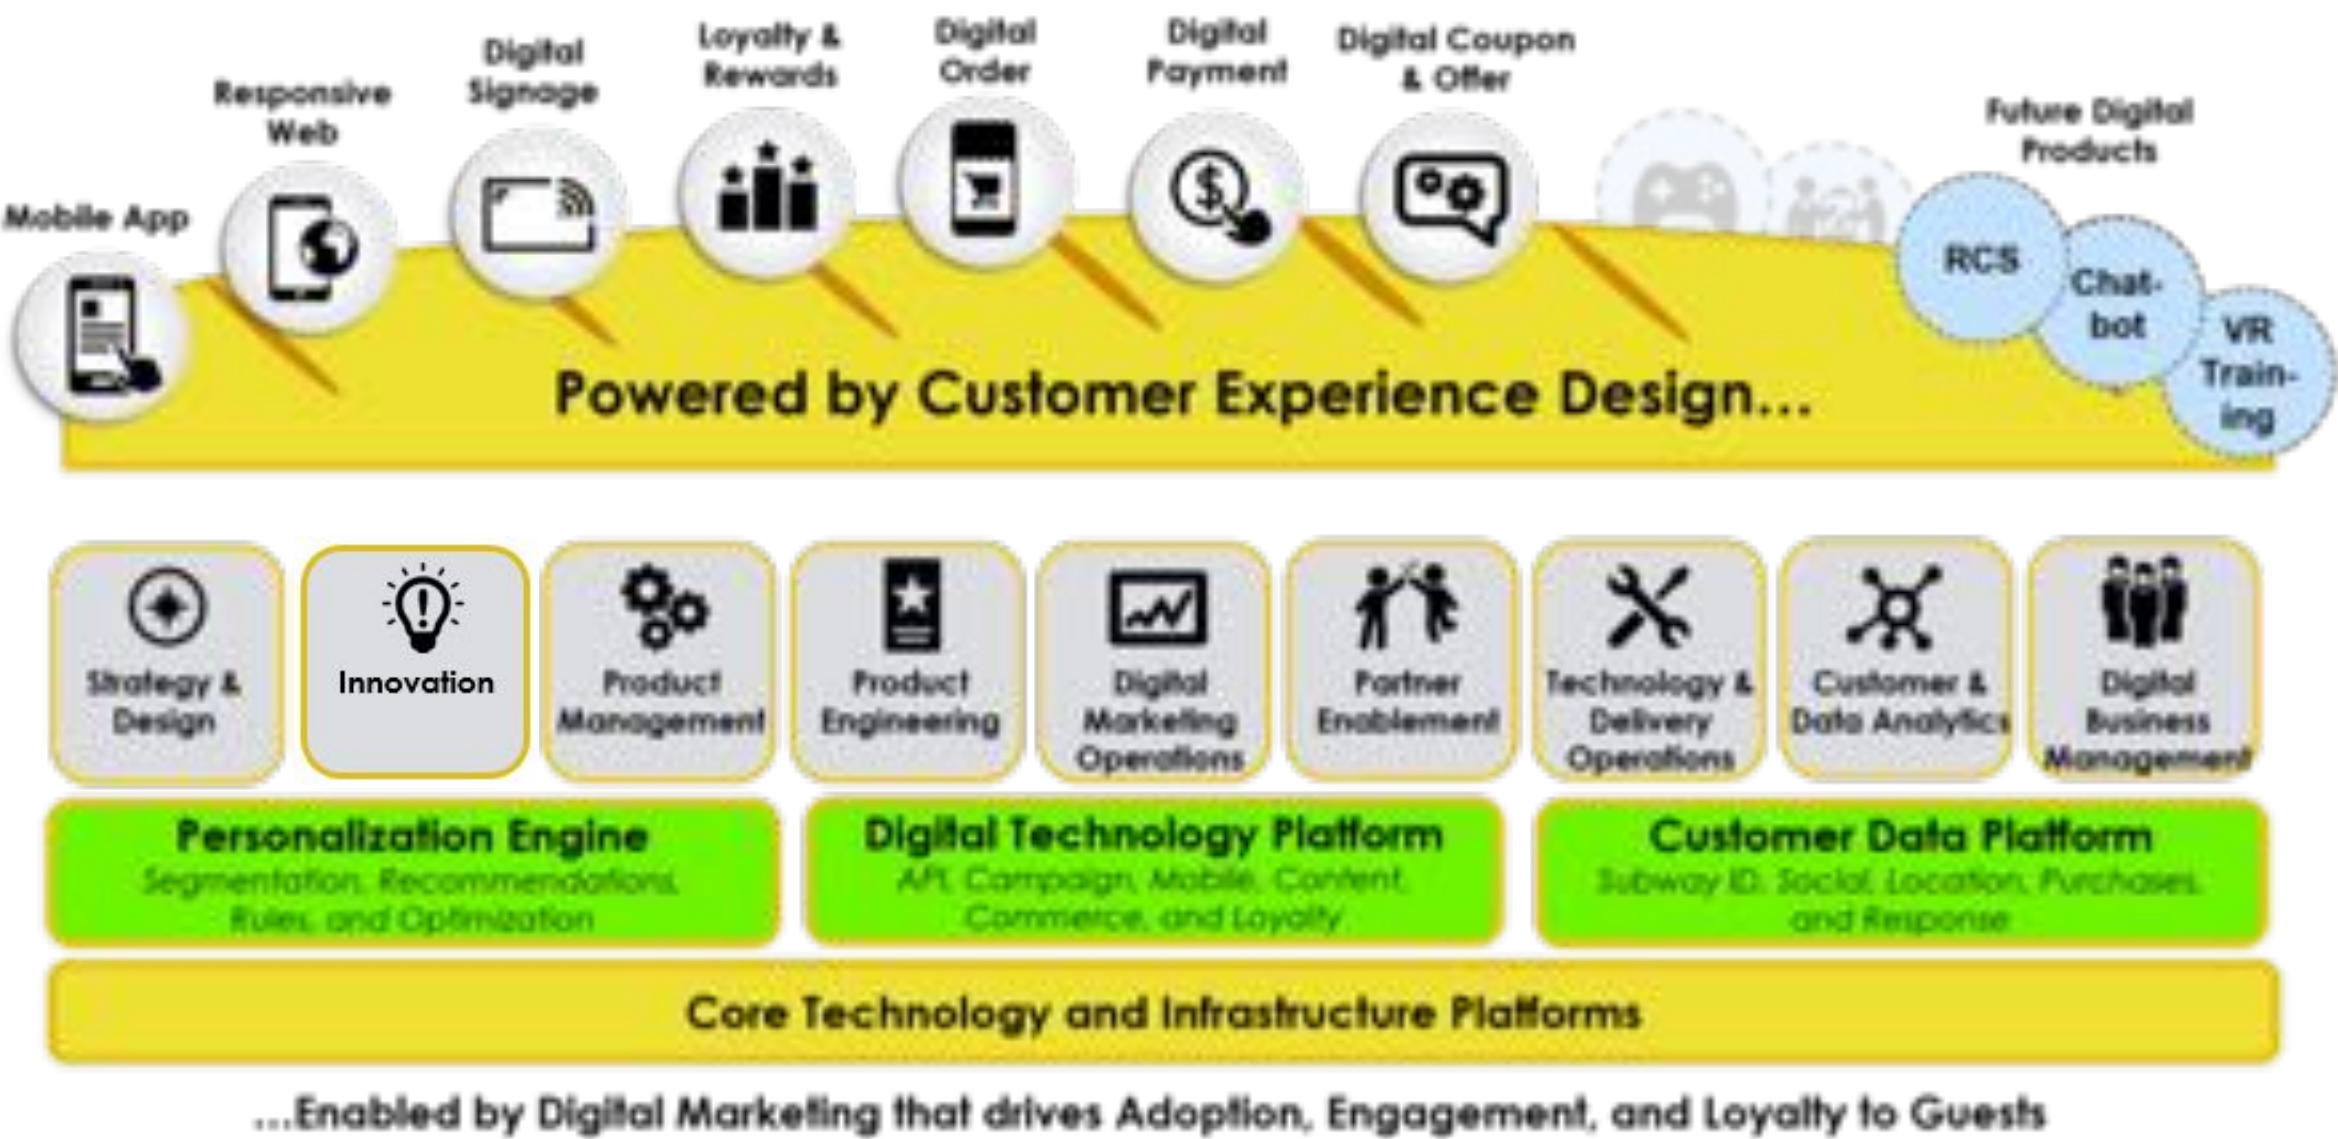 Mobile App
Responsive
Web
Digital
Signage
Loyalty &
Rewards
Digital
Order
Digital
Payment
Digital Coupon
& Offer
Future Digital
Products
RCS
Chat-
bot
VR
Train-
ing
Powered by Customer Experience Design...
Strategy &
Design
Innovation
Product
Management
Product
Engineering
Digital
Marketing
Operations
Partner
Enablement
Technology &
Delivery
Operations
Customer &
Data Analytics
Digital
Business
Management
Personalization Engine
Segmentation, Recommendations,
Rules, and Optimization
Digital Technology Platform
API, Campaign, Mobile, Content,
Commerce, and Loyalty
Customer Data Platform
Subway ID, Social, Location, Purchases,
and Response
Core Technology and Infrastructure Platforms
...Enabled by Digital Marketing that drives Adoption, Engagement, and Loyalty to Guests